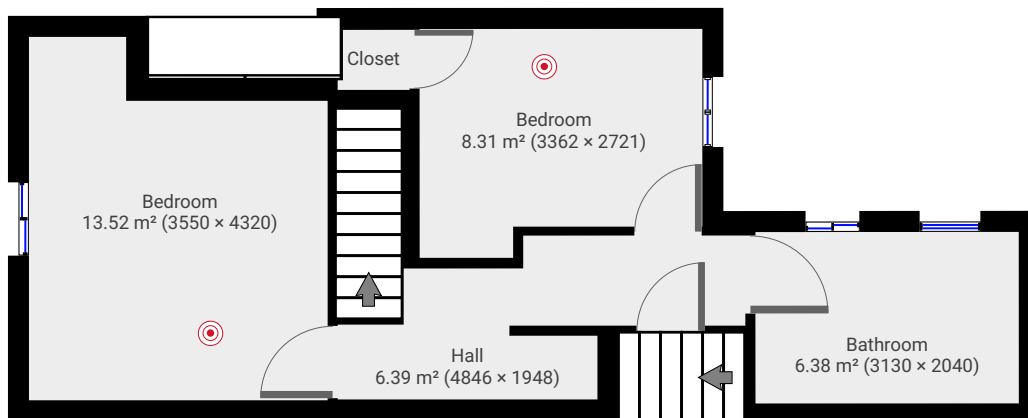 Closet
Bedroom
8.31 m² (3362 × 2721)
Bedroom
13.52 m² (3550 × 4320)
Hall
6.39 m² (4846 × 1948)
Bathroom
6.38 m² (3130 × 2040)